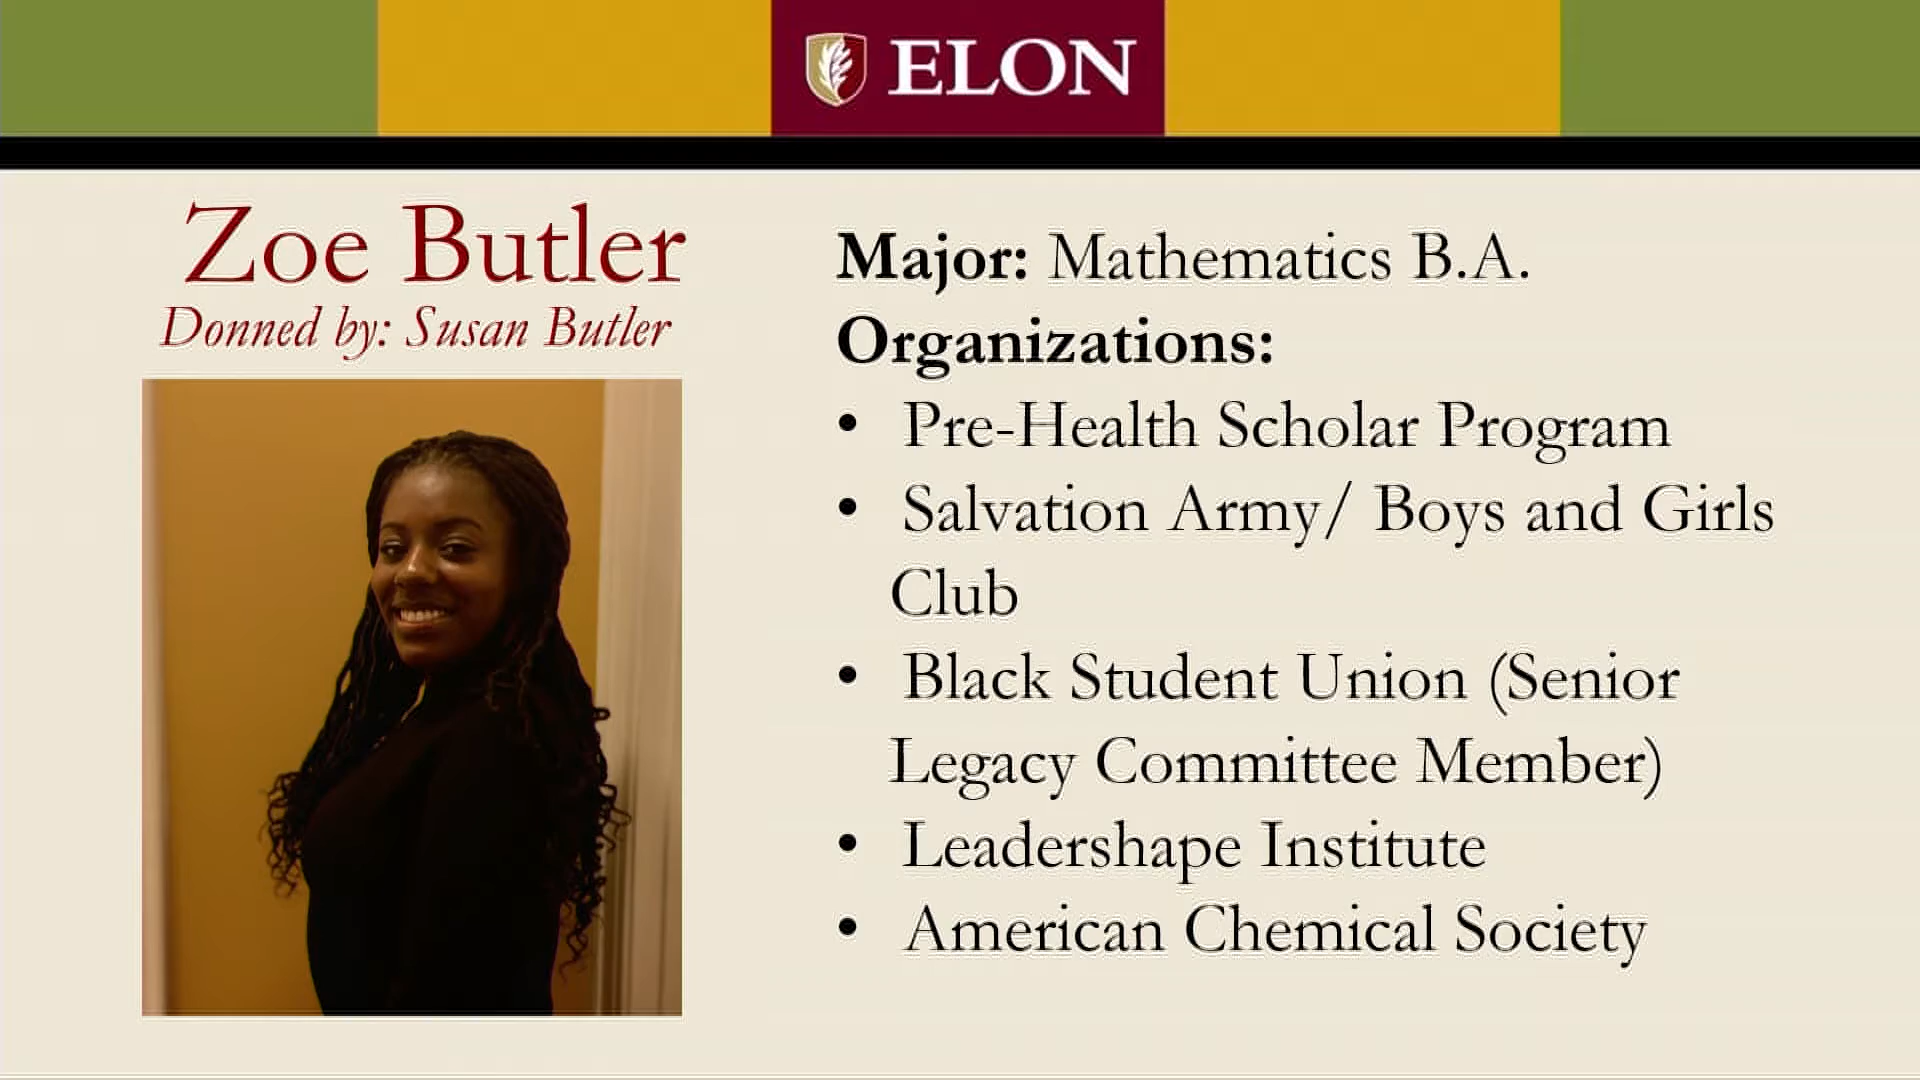 ELON
Zoe Butler
Donned by: Susan Butler
Major: Mathematics B.A.
Organizations:
• Pre-Health Scholar Program
• Salvation Army/ Boys and Girls
Club
• Black Student Union (Senior
Legacy Committee Member)
• Leadershape Institute
• American Chemical Society